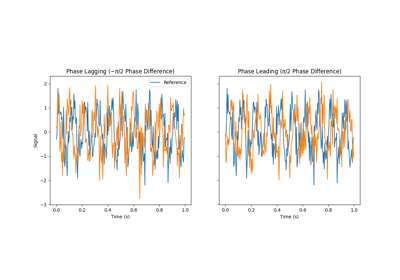 Phase Lagging (−π/2 Phase Difference)
Reference
Signal
2
1
0
−1
−2
−3
0.0 0.2 0.4 0.6 0.8 1.0
Time (s)
Phase Leading (π/2 Phase Difference)
0.0 0.2 0.4 0.6 0.8 1.0
Time (s)